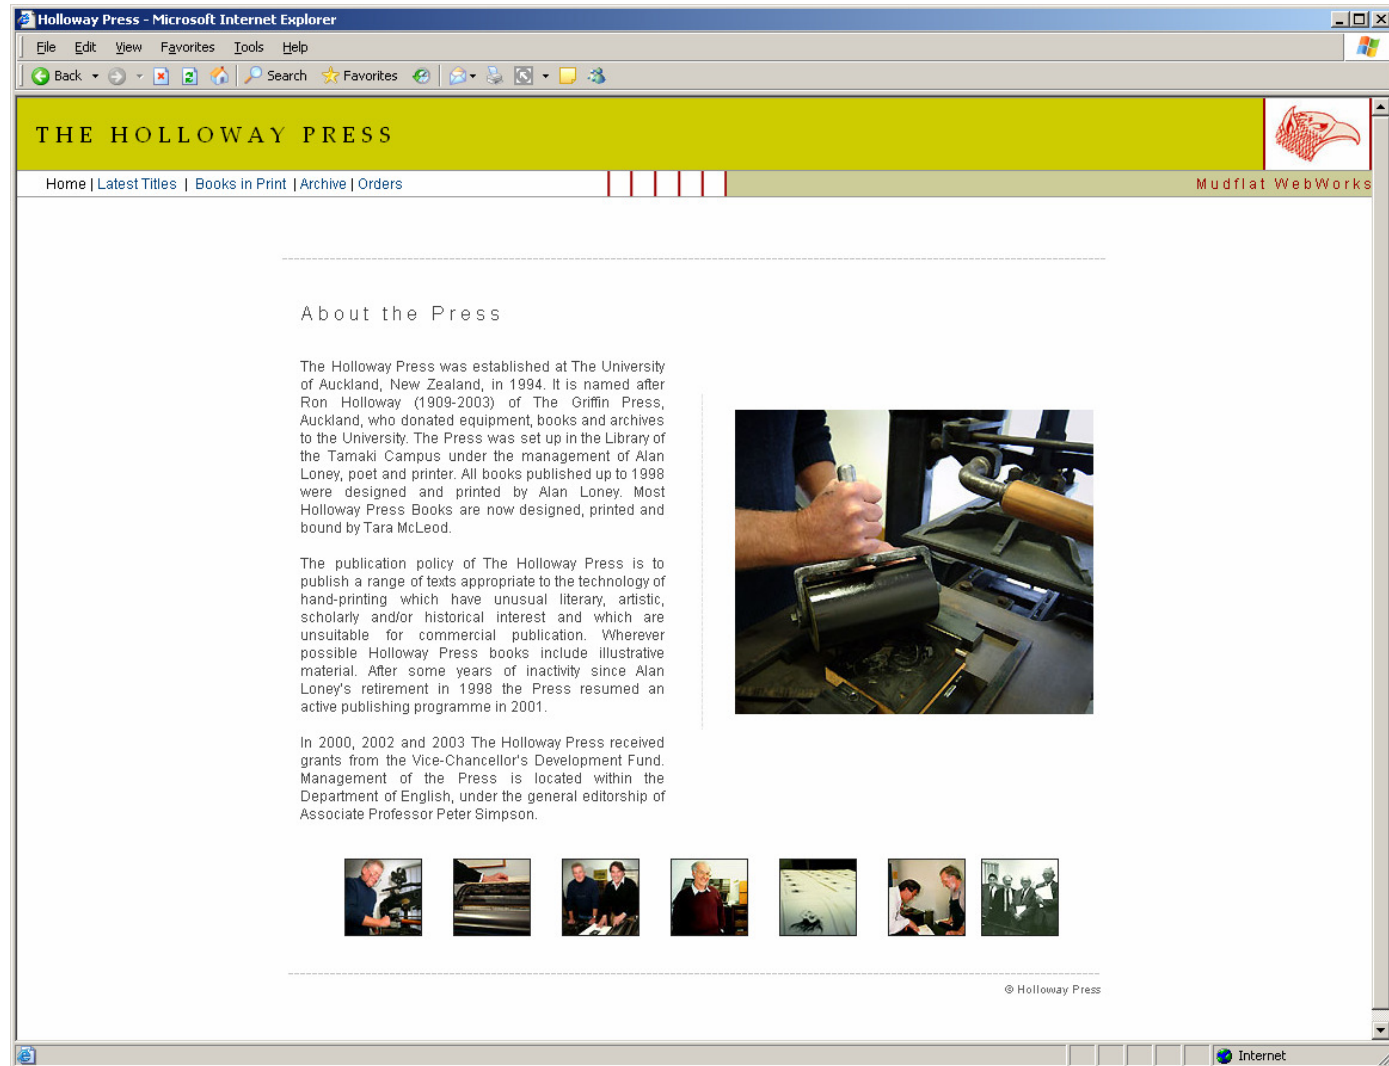 Holloway Press - Microsoft Internet Explorer
File Edit View Favorites Tools Help
Back Search Favorites
THE HOLLOWAY PRESS
Home | Latest Titles | Books in Print | Archive | Orders
Mudflat WebWorks
About the Press
The Holloway Press was established at The University
of Auckland, New Zealand, in 1994. It is named after
Ron Holloway (1909-2003) of The Griffin Press,
Auckland, who donated equipment, books and archives
to the University. The Press was set up in the Library of
the Tamaki Campus under the management of Alan
Loney, poet and printer. All books published up to 1998
were designed and printed by Alan Loney. Most
Holloway Press Books are now designed, printed and
bound by Tara McLeod.
The publication policy of The Holloway Press is to
publish a range of texts appropriate to the technology of
hand-printing which have unusual literary, artistic,
scholarly and/or historical interest and which are
unsuitable for commercial publication. Wherever
possible Holloway Press books include illustrative
material. After some years of inactivity since Alan
Loney's retirement in 1998 the Press resumed an
active publishing programme in 2001.
In 2000, 2002 and 2003 The Holloway Press received
grants from the Vice-Chancellor's Development Fund.
Management of the Press is located within the
Department of English, under the general editorship of
Associate Professor Peter Simpson.
© Holloway Press
Internet